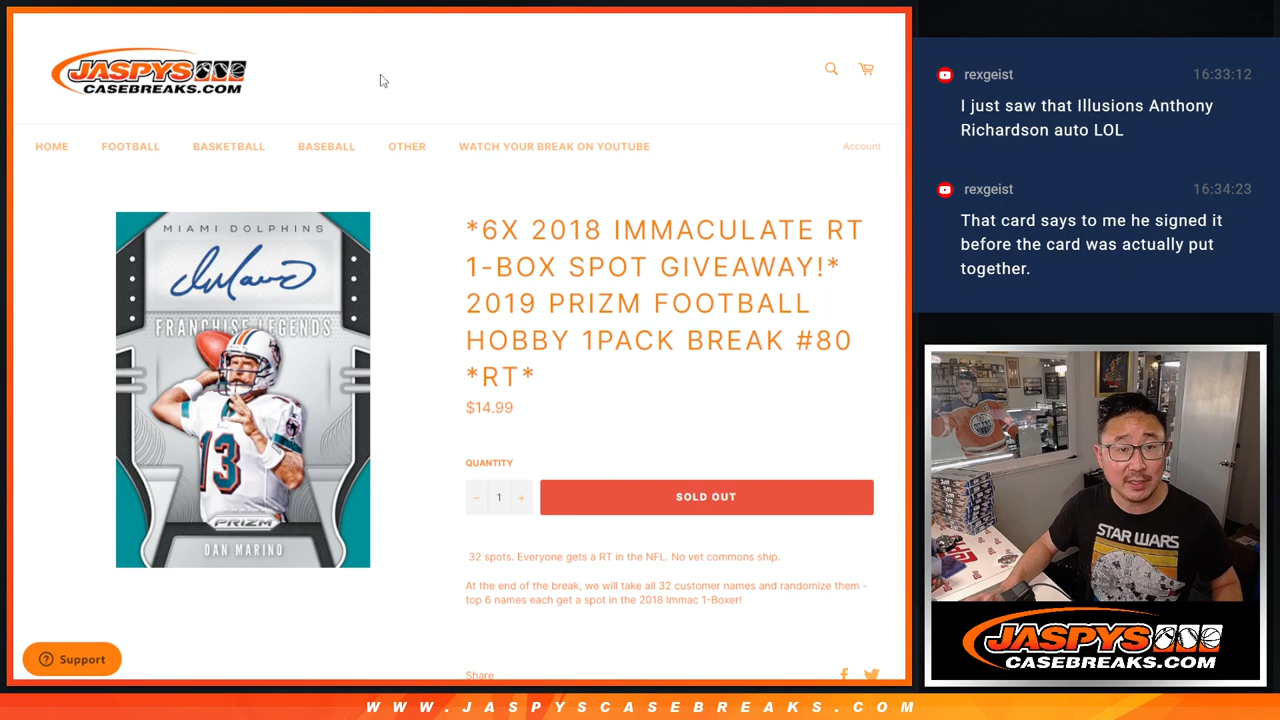 JASPYS
CASEBREAKS.COM
HOME FOOTBALL BASKETBALL BASEBALL OTHER WATCH YOUR BREAK ON YOUTUBE Account
MIAMI DOLPHINS
FRANCHISE LEGENDS
13
PRIZM
DAN MARINO
*6X 2018 IMMACULATE RT
1-BOX SPOT GIVEAWAY!*
2019 PRIZM FOOTBALL
HOBBY 1PACK BREAK #80
*RT*
$14.99
QUANTITY
− 1 + SOLD OUT
32 spots. Everyone gets a RT in the NFL. No vet commons ship.
At the end of the break, we will take all 32 customer names and randomize them -
top 6 names each get a spot in the 2018 Immac 1-Boxer!
Share
Support
rexgeist 16:33:12
I just saw that Illusions Anthony
Richardson auto LOL
rexgeist 16:34:23
That card says to me he signed it
before the card was actually put
together.
STAR WARS
JASPYS
CASEBREAKS.COM
WWW.JASPYSCASEBREAKS.COM